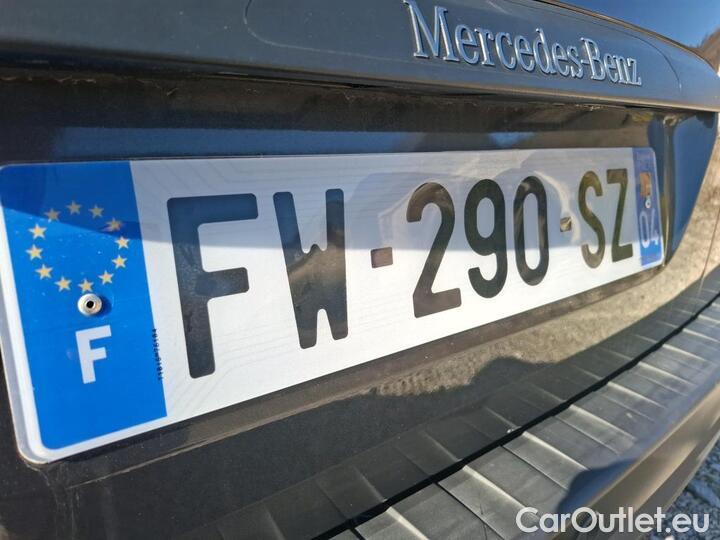 Mercedes-Benz
F
FW-290-SZ
04
CarOutlet.eu